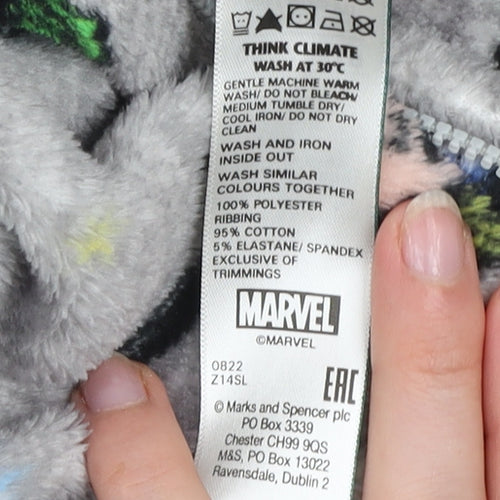 THINK CLIMATE
WASH AT 30°C
GENTLE MACHINE WARM
WASH/ DO NOT BLEACH/
MEDIUM TUMBLE DRY/
COOL IRON/ DO NOT DRY
CLEAN
WASH AND IRON
INSIDE OUT
WASH SIMILAR
COLOURS TOGETHER
100% POLYESTER
RIBBING
95% COTTON
5% ELASTANE/ SPANDEX
EXCLUSIVE OF
TRIMMINGS
MARVEL
©MARVEL
0822
Z14SL
EAC
© Marks and Spencer plc
PO Box 3339
Chester CH99 9QS
M&S, PO Box 13022
Ravensdale, Dublin 2